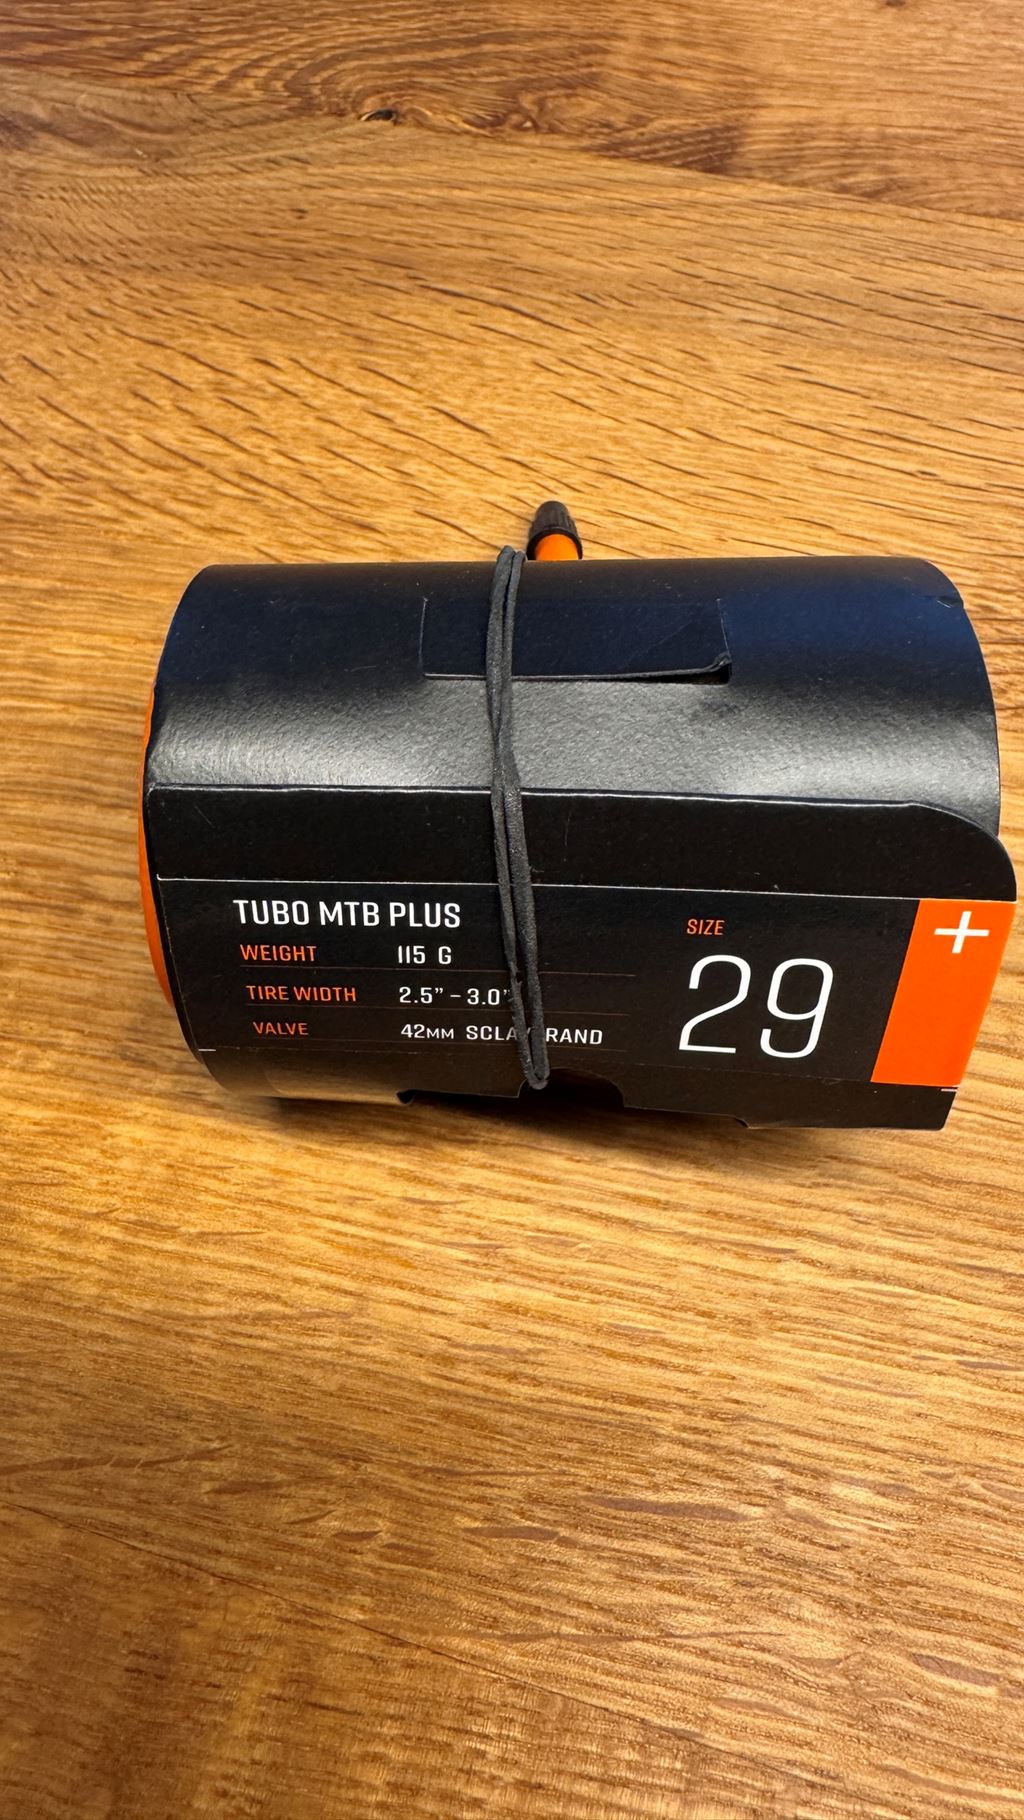 TUBO MTB PLUS
WEIGHT 115 G
TIRE WIDTH 2.5” – 3.0”
VALVE 42MM
SIZE
29
+